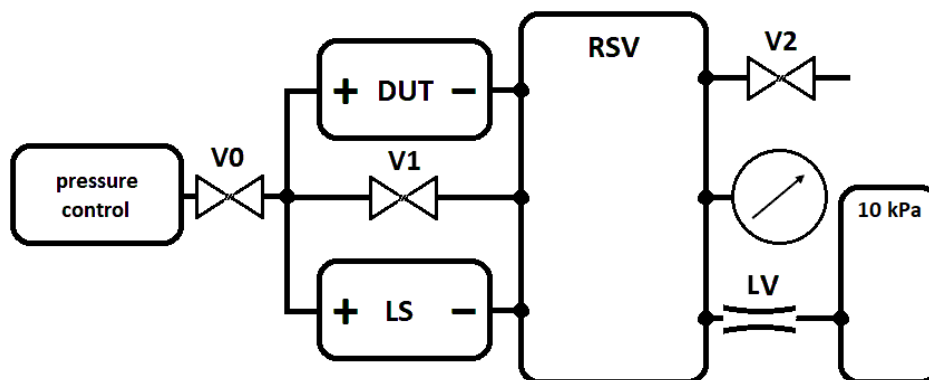 RSV
V2
+ DUT −
V0
V1
pressure
control
10 kPa
LV
+ LS −